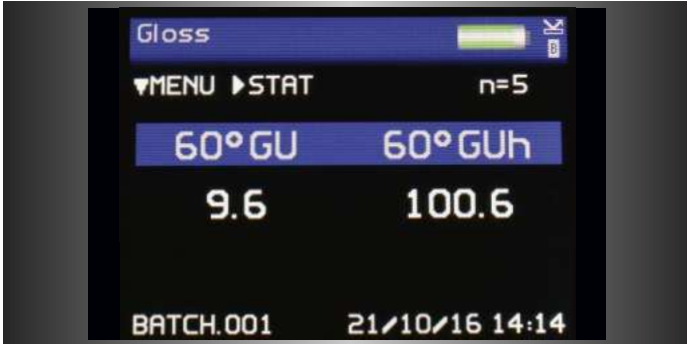 Gloss
B
▼MENU ▶STAT n=5
60°GU 60°GUh
9.6 100.6
BATCH.001 21/10/16 14:14